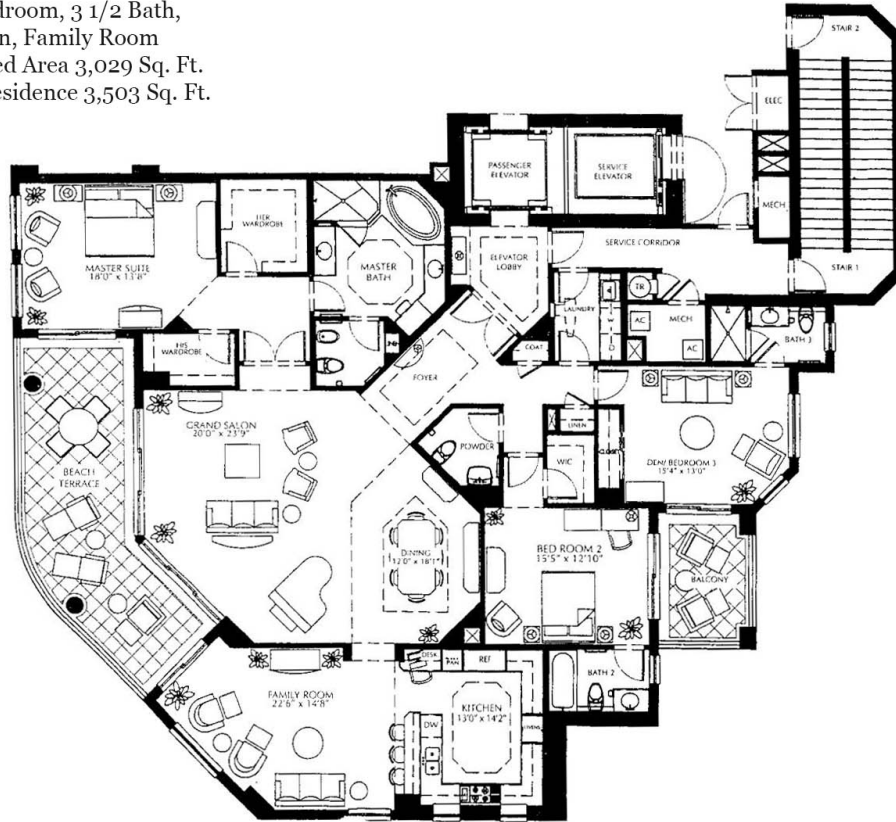 droom, 3 1/2 Bath,
n, Family Room
ed Area 3,029 Sq. Ft.
esidence 3,503 Sq. Ft.
STAIR 2
ELEC
PASSENGER
ELEVATOR
SERVICE
ELEVATOR
MECH
HER
WARDROBE
MASTER
BATH
ELEVATOR
LOBBY
SERVICE CORRIDOR
STAIR 1
MASTER SUITE
18'0" x 13'8"
TR
LAUNDRY
AC
MECH
AC
BATH 3
HIS
WARDROBE
COAT
FOYER
GRAND SALON
20'0" x 23'9"
LINEN
POWDER
WIC
DEN/ BEDROOM 3
15'4" x 13'0"
BEACH
TERRACE
DINING
12'0" x 18'1"
BED ROOM 2
15'5" x 12'10"
BALCONY
DESK
PAN
REF
BATH 2
FAMILY ROOM
22'6" x 14'8"
KITCHEN
13'0" x 14'2"
DW
OVENS